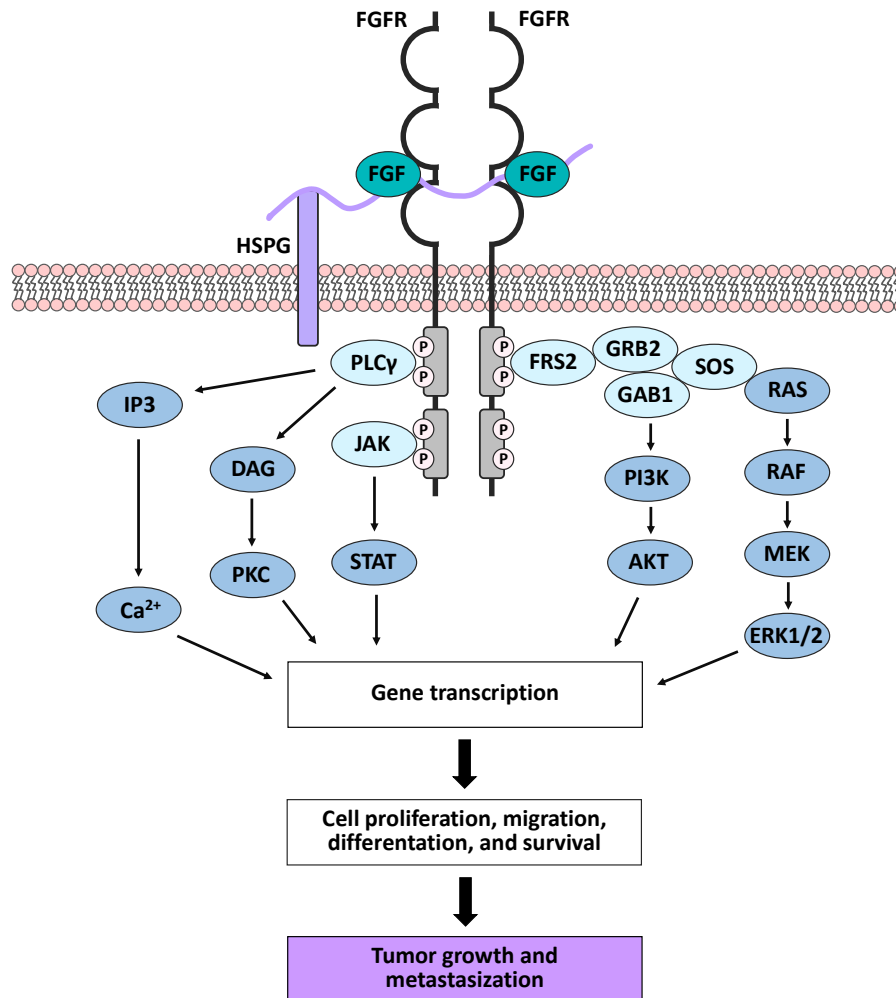 FGFR
FGFR
FGF
FGF
HSPG
PLCγ
P
P
P
P
FRS2
GRB2
SOS
GAB1
RAS
IP3
JAK
P
P
P
P
DAG
PI3K
RAF
PKC
STAT
AKT
MEK
Ca²⁺
ERK1/2
Gene transcription
Cell proliferation, migration,
differentation, and survival
Tumor growth and
metastasization